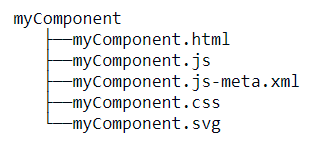 myComponent
├──myComponent.html
├──myComponent.js
├──myComponent.js-meta.xml
├──myComponent.css
└──myComponent.svg